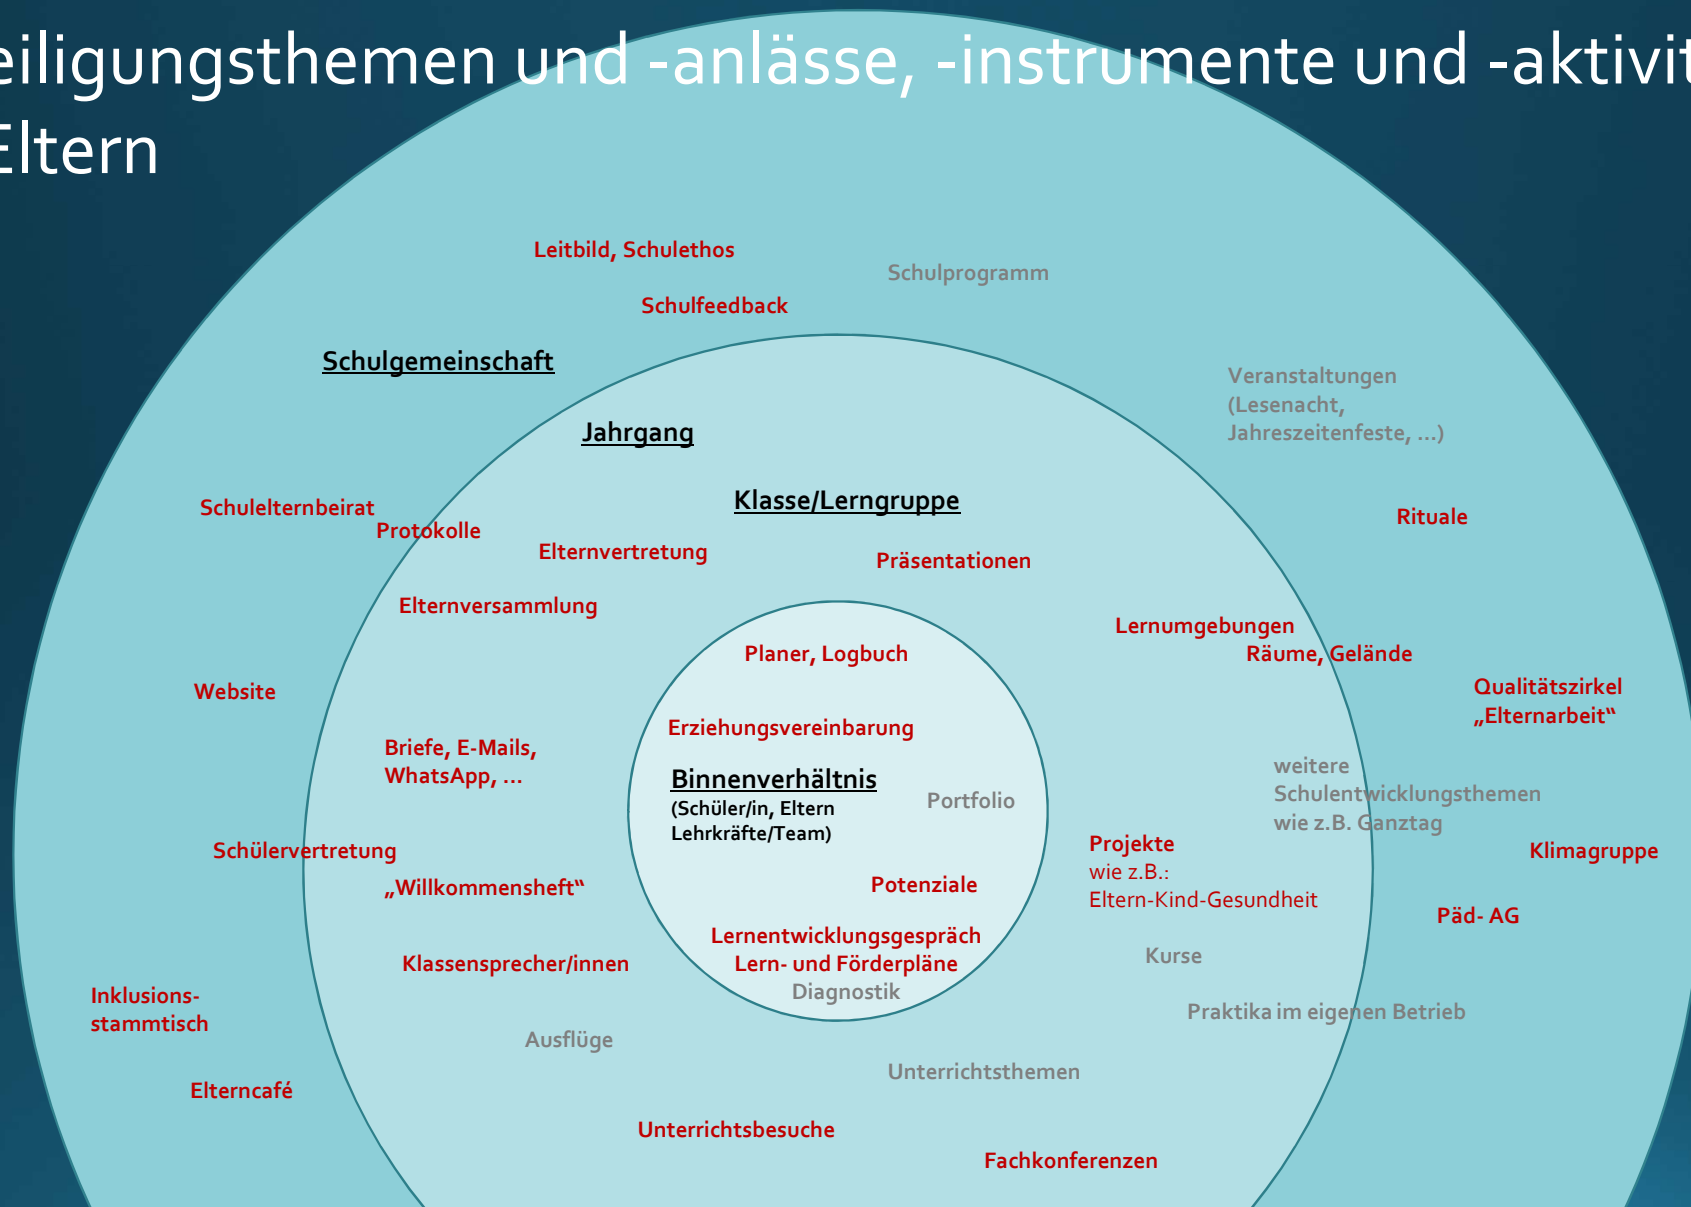 eiligungsthemen und -anlässe, -instrumente und -aktivit
Eltern
Leitbild, Schulethos
Schulprogramm
Schulfeedback
Schulgemeinschaft
Veranstaltungen
(Lesenacht,
Jahreszeitenfeste, ...)
Jahrgang
Klasse/Lerngruppe
Schulelternbeirat
Protokolle
Rituale
Elternvertretung
Präsentationen
Elternversammlung
Lernumgebungen
Räume, Gelände
Planer, Logbuch
Website
Qualitätszirkel
„Elternarbeit“
Erziehungsvereinbarung
Briefe, E-Mails,
WhatsApp, ...
Binnenverhältnis
(Schüler/in, Eltern
Lehrkräfte/Team)
Portfolio
weitere
Schulentwicklungsthemen
wie z.B. Ganztag
Schülervertretung
Projekte
wie z.B.:
Eltern-Kind-Gesundheit
Klimagruppe
„Willkommensheft“
Potenziale
Päd- AG
Lernentwicklungsgespräch
Lern- und Förderpläne
Diagnostik
Klassensprecher/innen
Kurse
Inklusions-
stammtisch
Praktika im eigenen Betrieb
Ausflüge
Unterrichtsthemen
Elterncafé
Unterrichtsbesuche
Fachkonferenzen